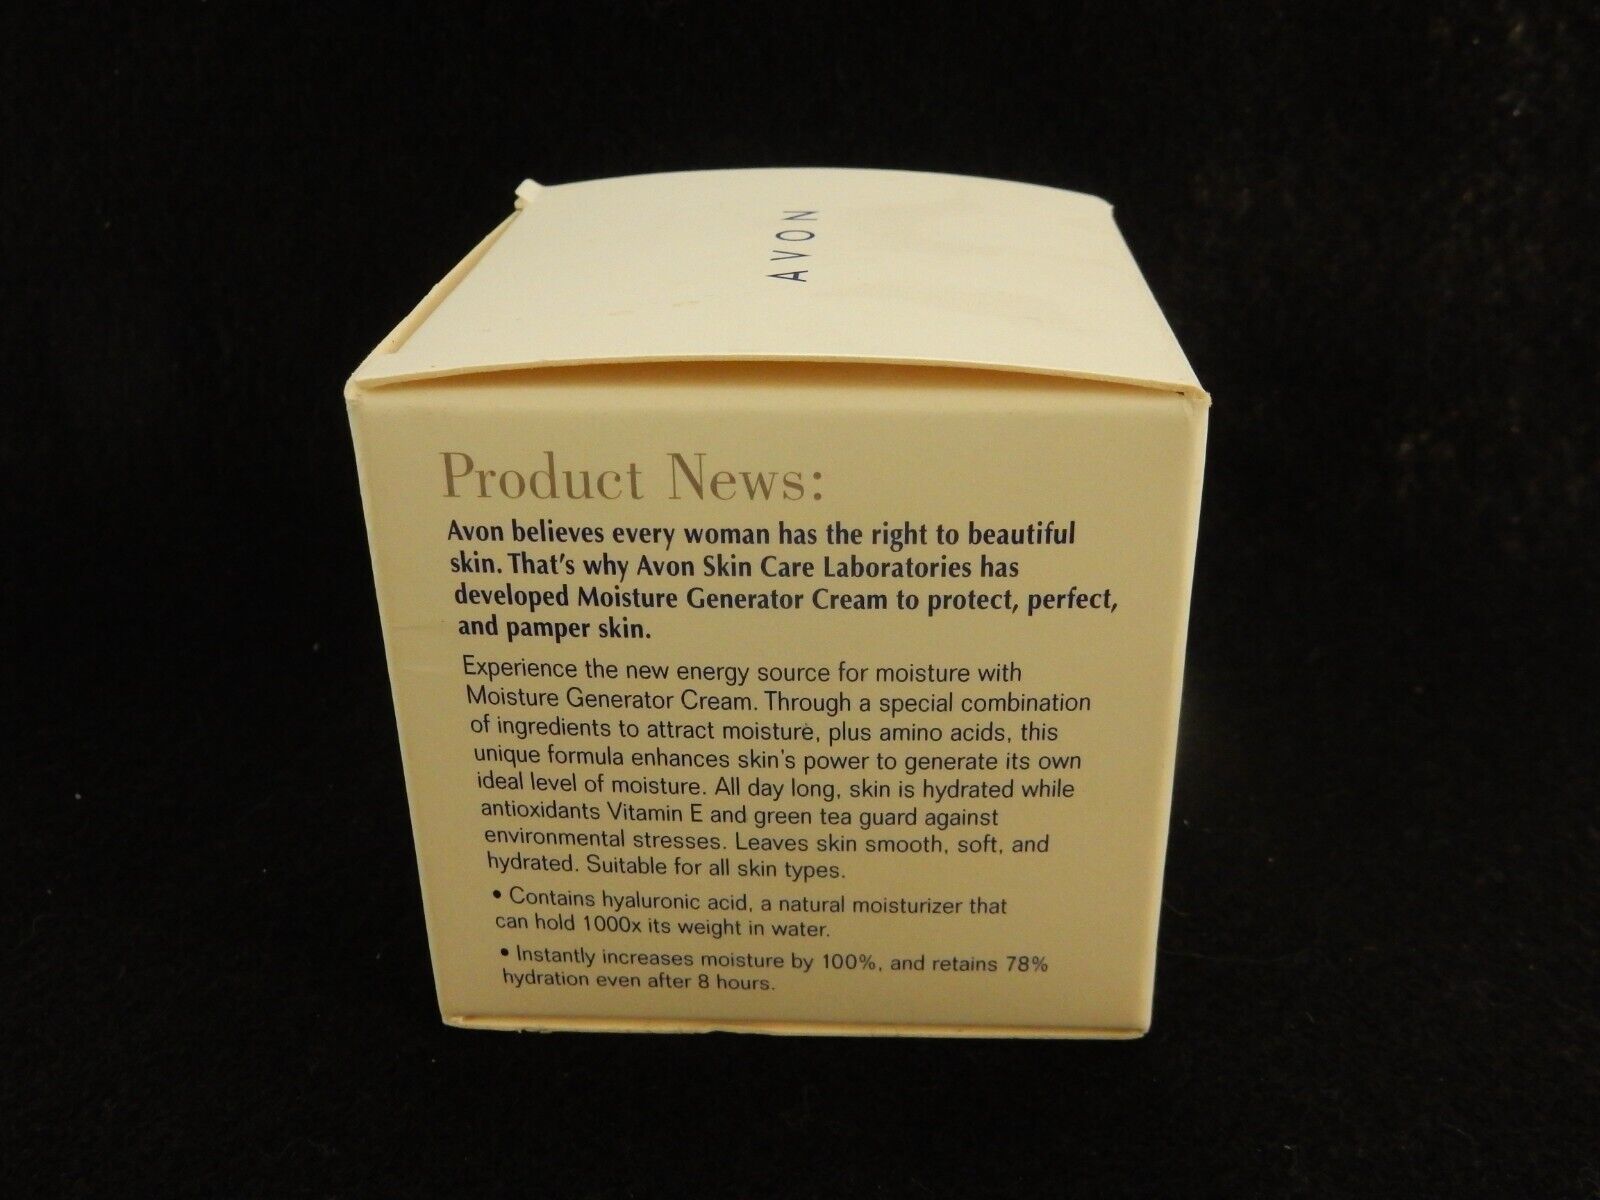 AVON
Product News:
Avon believes every woman has the right to beautiful
skin. That's why Avon Skin Care Laboratories has
developed Moisture Generator Cream to protect, perfect,
and pamper skin.
Experience the new energy source for moisture with
Moisture Generator Cream. Through a special combination
of ingredients to attract moisture, plus amino acids, this
unique formula enhances skin's power to generate its own
ideal level of moisture. All day long, skin is hydrated while
antioxidants Vitamin E and green tea guard against
environmental stresses. Leaves skin smooth, soft, and
hydrated. Suitable for all skin types.
• Contains hyaluronic acid, a natural moisturizer that
can hold 1000x its weight in water.
• Instantly increases moisture by 100%, and retains 78%
hydration even after 8 hours.